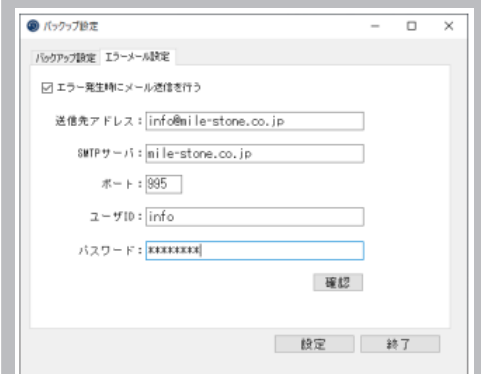 バックップ設定
バックアップ設定 エラーメール設定
エラー発生時にメール送信を行う
送信先アドレス：info@mile-stone.co.jp
SMTPサーバ：mile-stone.co.jp
ポート：995
ユーザID：info
パスワード：********
確認
設定 終了